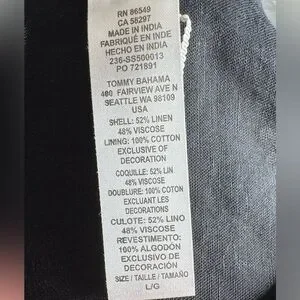 RN 86549
CA 58297
MADE IN INDIA
FABRIQUÉ EN INDE
HECHO EN INDIA
236-SS500013
PO 721891
TOMMY BAHAMA
400 FAIRVIEW AVE N
SEATTLE WA 98109
USA
SHELL: 52% LINEN
48% VISCOSE
LINING: 100% COTTON
EXCLUSIVE OF
DECORATION
COQUILLE: 52% LIN
48% VISCOSE
DOUBLURE: 100% COTON
EXCLUANT LES
DECORATIONS
CULOTE: 52% LINO
48% VISCOSE
REVESTIMENTO:
100% ALGODÓN
EXCLUSIVO DE
DECORACIÓN
SIZE / TAILLE / TAMAÑO
L/G